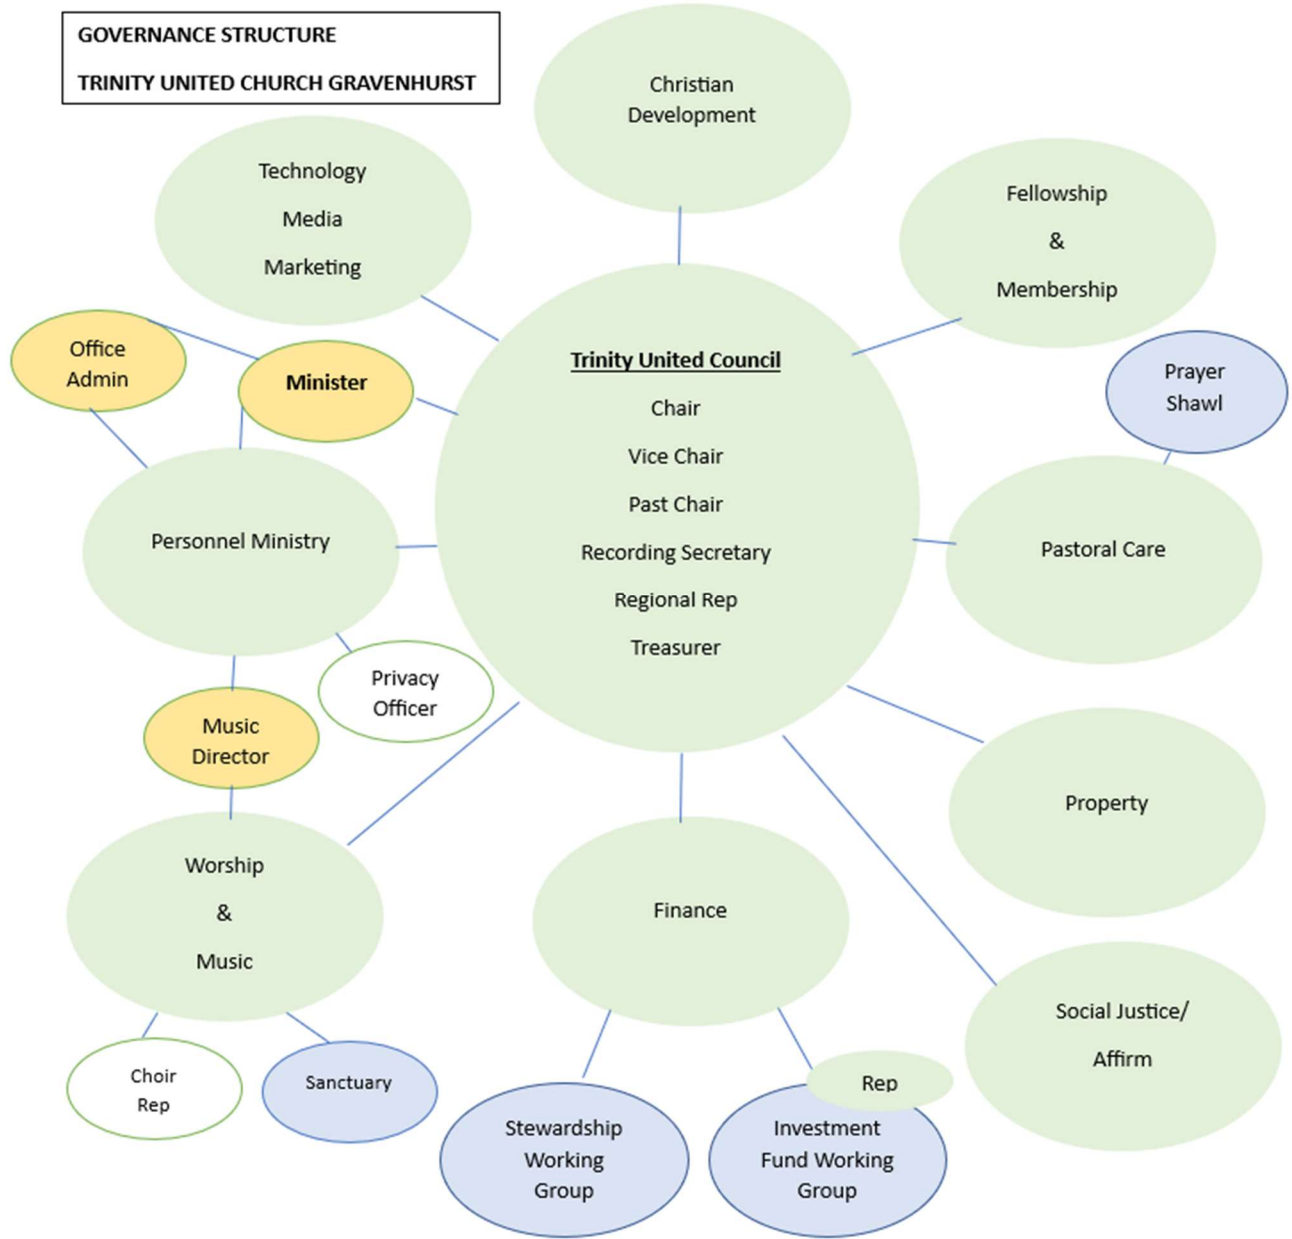 GOVERNANCE STRUCTURE
TRINITY UNITED CHURCH GRAVENHURST
Christian
Development
Technology
Media
Marketing
Fellowship
&
Membership
Office
Admin
Minister
Trinity United Council
Chair
Vice Chair
Past Chair
Recording Secretary
Regional Rep
Treasurer
Prayer
Shawl
Personnel Ministry
Pastoral Care
Privacy
Officer
Music
Director
Property
Worship
&
Music
Finance
Social Justice/
Affirm
Choir
Rep
Sanctuary
Stewardship
Working
Group
Rep
Investment
Fund Working
Group